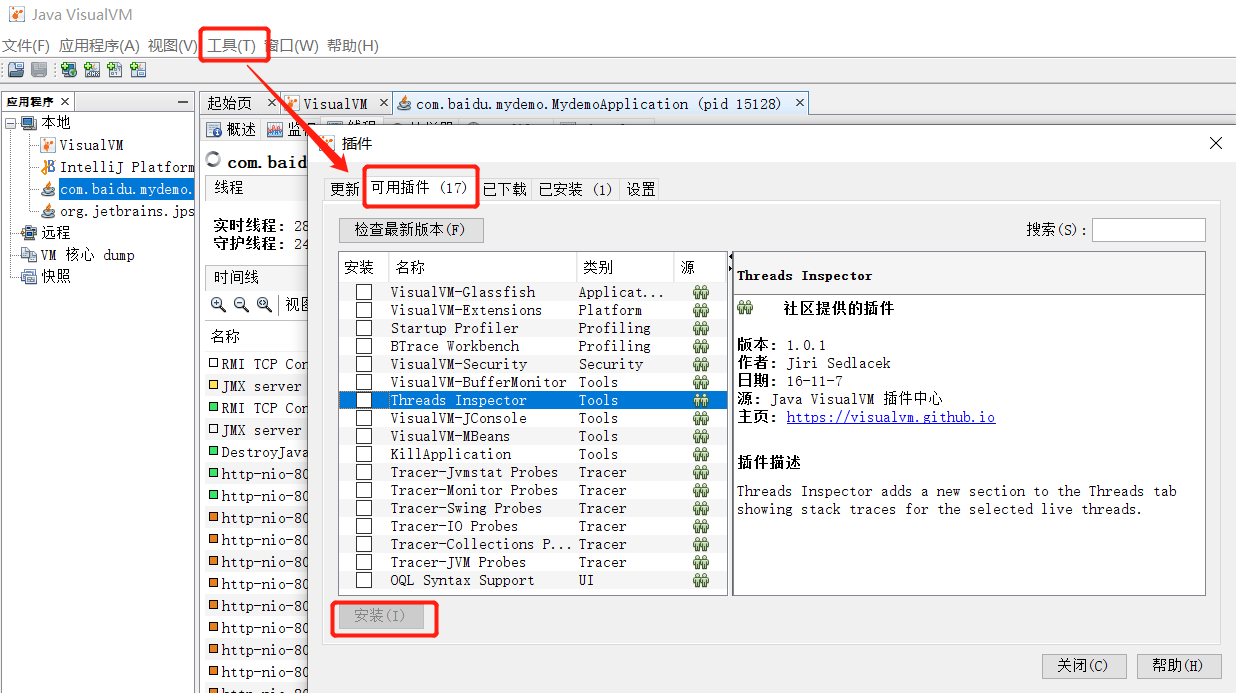 Java VisualVM
文件(F) 应用程序(A) 视图(V) 工具(T) 窗口(W) 帮助(H)
应用程序
本地
VisualVM
IntelliJ Platform
com.baidu.mydemo.
org.jetbrains.jps
远程
VM 核心 dump
快照
起始页 VisualVM com.baidu.mydemo.MydemoApplication (pid 15128)
概述
com.baid
线程
实时线程: 28
守护线程: 24
时间线
名称
RMI TCP Con
JMX server
RMI TCP Con
JMX server
DestroyJava
http-nio-80
http-nio-80
http-nio-80
http-nio-80
http-nio-80
http-nio-80
http-nio-80
http-nio-80
http-nio-80
http-nio-80
http-nio-80
插件
更新 可用插件 (17) 已下载 已安装 (1) 设置
检查最新版本(F) 搜索(S):
安装 名称 类别 源
VisualVM-Glassfish Applicat...
VisualVM-Extensions Platform
Startup Profiler Profiling
BTrace Workbench Profiling
VisualVM-Security Security
VisualVM-BufferMonitor Tools
Threads Inspector Tools
VisualVM-JConsole Tools
VisualVM-MBeans Tools
KillApplication Tools
Tracer-Jvmstat Probes Tracer
Tracer-Monitor Probes Tracer
Tracer-Swing Probes Tracer
Tracer-IO Probes Tracer
Tracer-Collections P... Tracer
Tracer-JVM Probes Tracer
OQL Syntax Support UI
Threads Inspector
社区提供的插件
版本: 1.0.1
作者: Jiri Sedlacek
日期: 16-11-7
源: Java VisualVM 插件中心
主页: https://visualvm.github.io
插件描述
Threads Inspector adds a new section to the Threads tab
showing stack traces for the selected live threads.
安装(I)
关闭(C) 帮助(H)